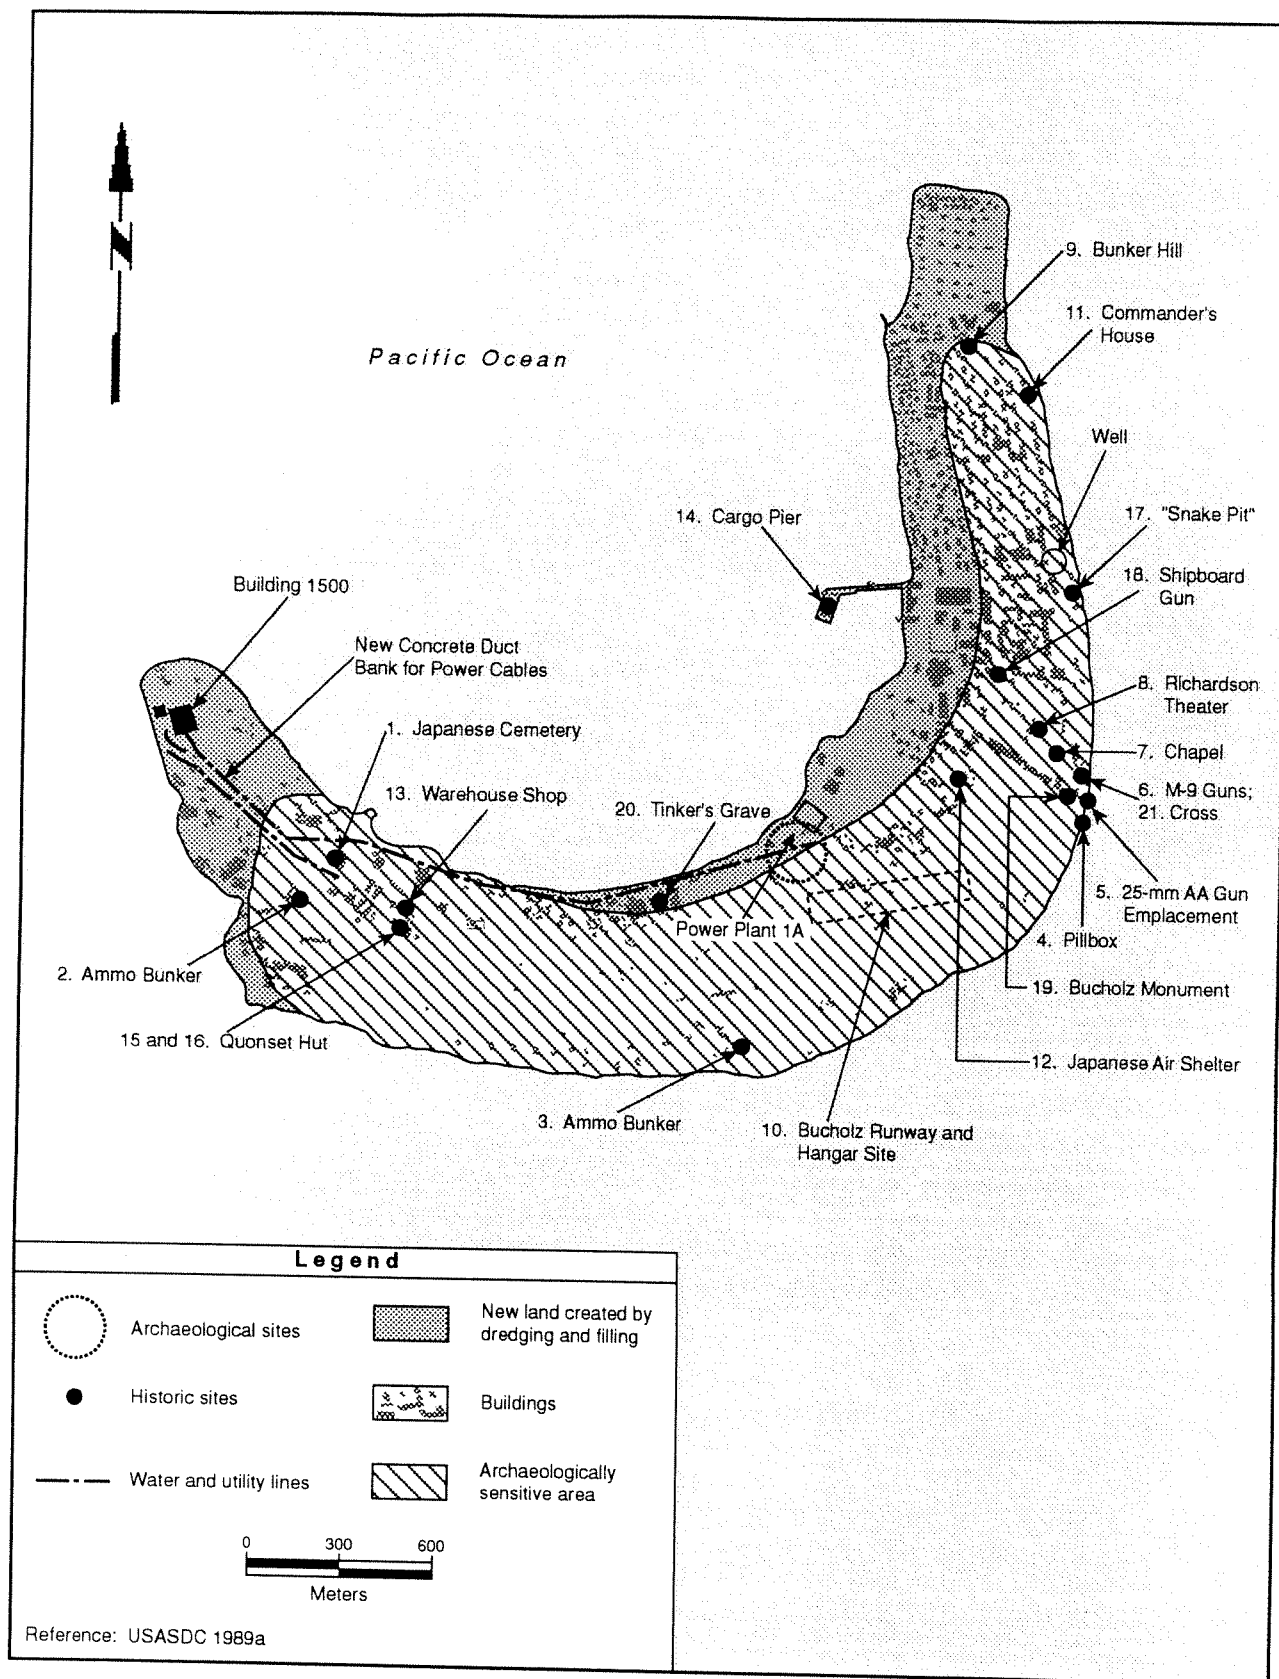 N
9. Bunker Hill
11. Commander's
House
Pacific Ocean
Well
14. Cargo Pier
17. "Snake Pit"
18. Shipboard
Gun
Building 1500
New Concrete Duct
Bank for Power Cables
8. Richardson
Theater
1. Japanese Cemetery
7. Chapel
13. Warehouse Shop
6. M-9 Guns;
21. Cross
20. Tinker's Grave
5. 25-mm AA Gun
Emplacement
Power Plant 1A
4. Pillbox
2. Ammo Bunker
19. Bucholz Monument
15 and 16. Quonset Hut
12. Japanese Air Shelter
3. Ammo Bunker
10. Bucholz Runway and
Hangar Site
Legend
Archaeological sites
New land created by
dredging and filling
Historic sites
Buildings
Water and utility lines
Archaeologically
sensitive area
0 300 600
Meters
Reference: USASDC 1989a